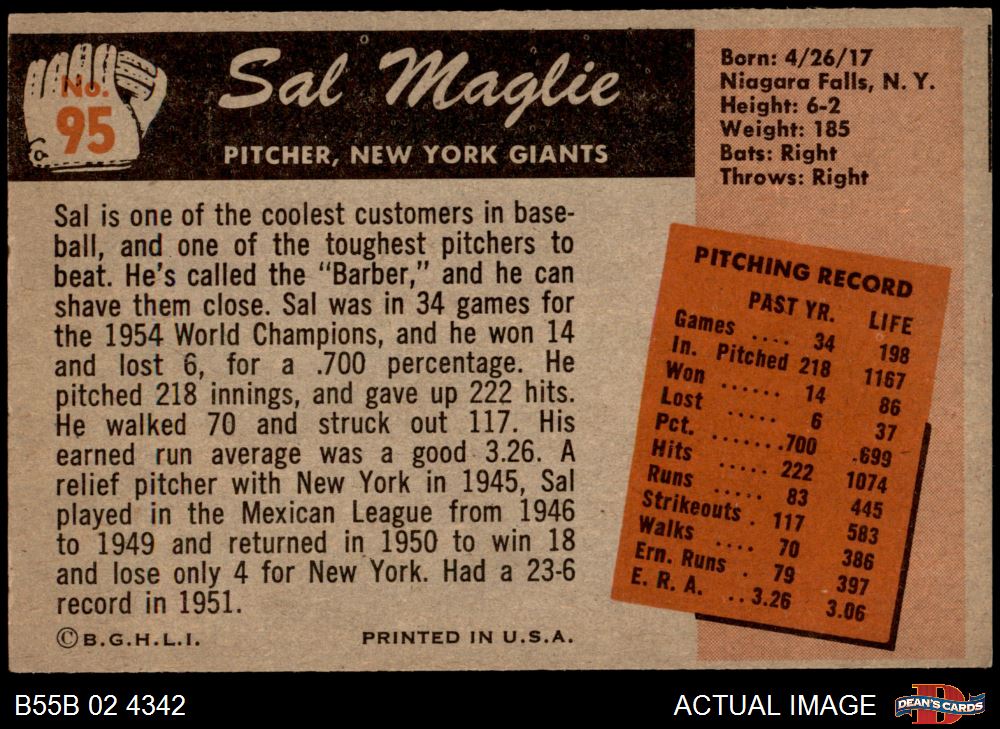 No.
95
Sal Maglie
PITCHER, NEW YORK GIANTS
Born: 4/26/17
Niagara Falls, N. Y.
Height: 6-2
Weight: 185
Bats: Right
Throws: Right
Sal is one of the coolest customers in base-
ball, and one of the toughest pitchers to
beat. He's called the "Barber," and he can
shave them close. Sal was in 34 games for
the 1954 World Champions, and he won 14
and lost 6, for a .700 percentage. He
pitched 218 innings, and gave up 222 hits.
He walked 70 and struck out 117. His
earned run average was a good 3.26. A
relief pitcher with New York in 1945, Sal
played in the Mexican League from 1946
to 1949 and returned in 1950 to win 18
and lose only 4 for New York. Had a 23-6
record in 1951.
PITCHING RECORD
PAST YR. LIFE
Games .... 34 198
In. Pitched 218 1167
Won ...... 14 86
Lost ..... 6 37
Pct. .......700 .699
Hits ..... 222 1074
Runs ..... 83 445
Strikeouts . 117 583
Walks .... 70 386
Ern. Runs . 79 397
E. R. A. ..3.26 3.06
©B.G.H.L.I. PRINTED IN U.S.A.
B55B 02 4342 ACTUAL IMAGE
D
DEAN'S CARDS